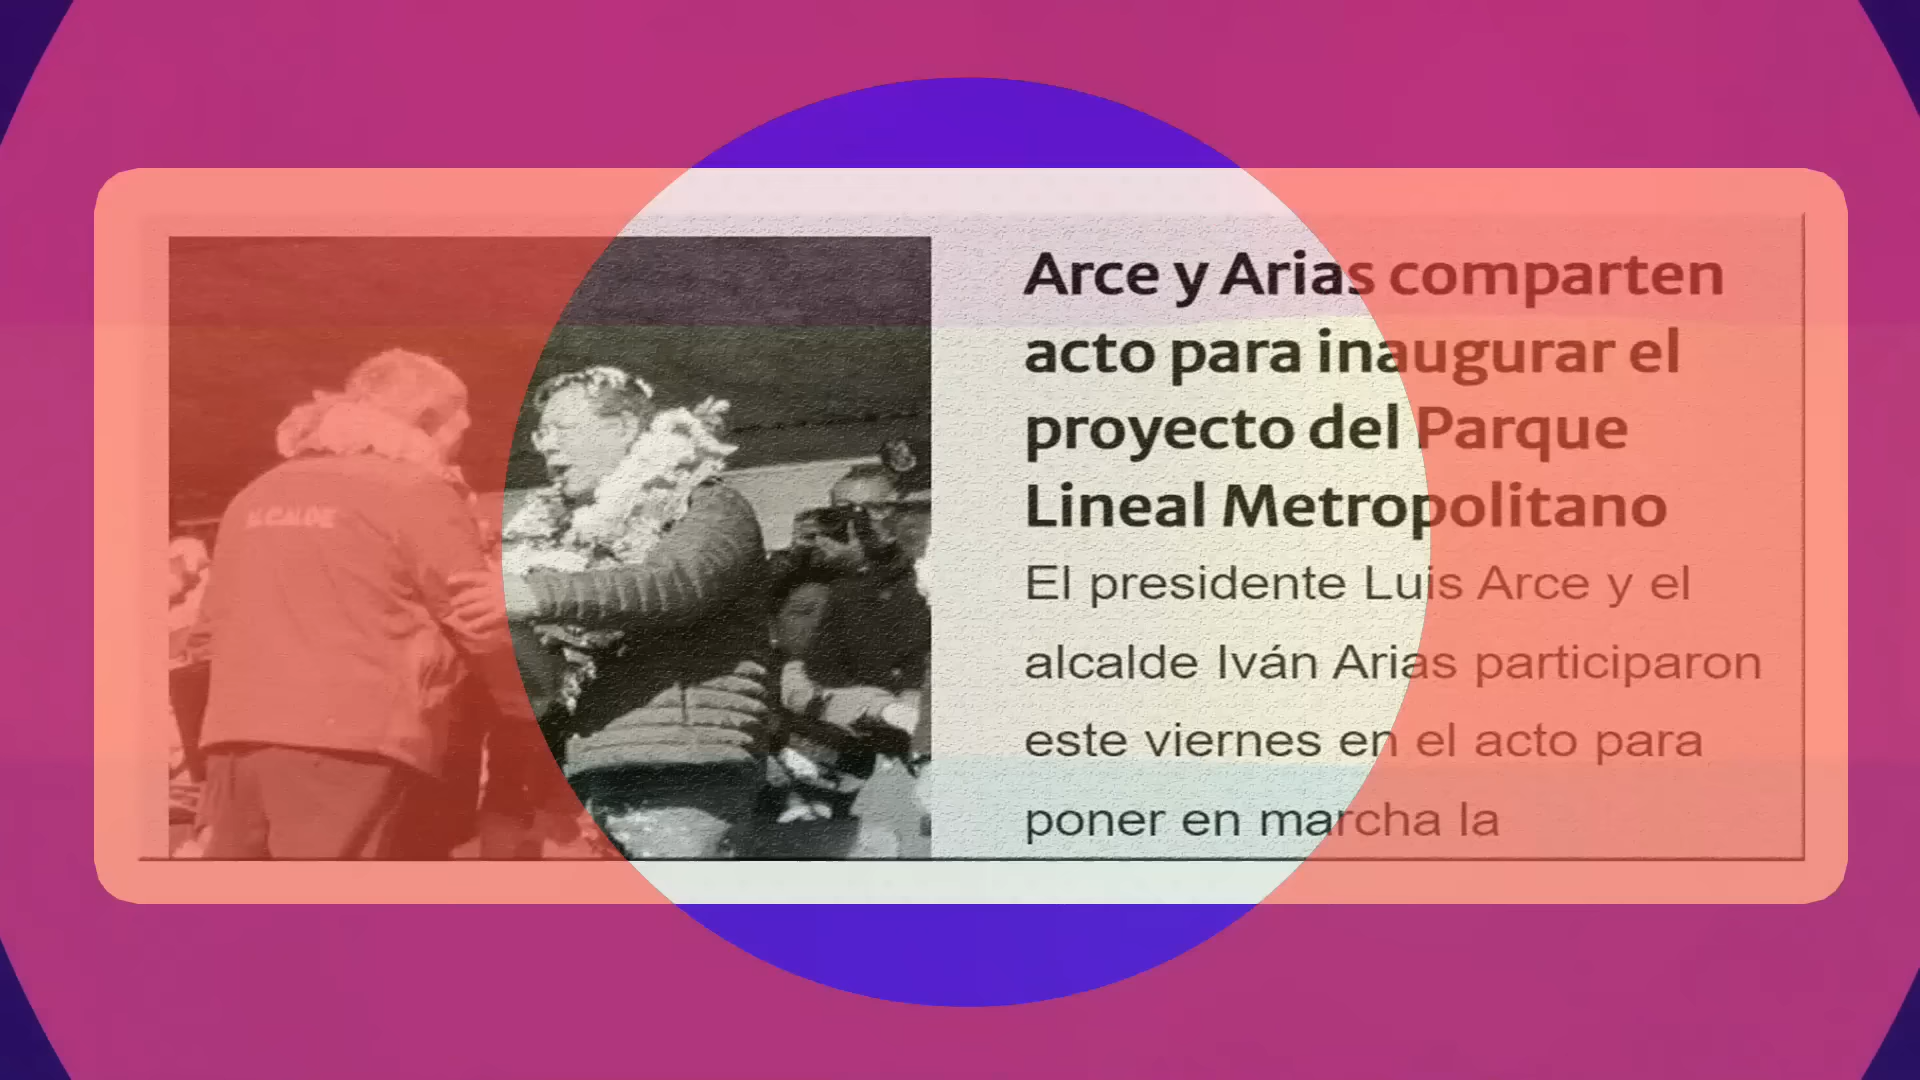 ALCALDE
Arce y Arias comparten
acto para inaugurar el
proyecto del Parque
Lineal Metropolitano
El presidente Luis Arce y el
alcalde Iván Arias participaron
este viernes en el acto para
poner en marcha la